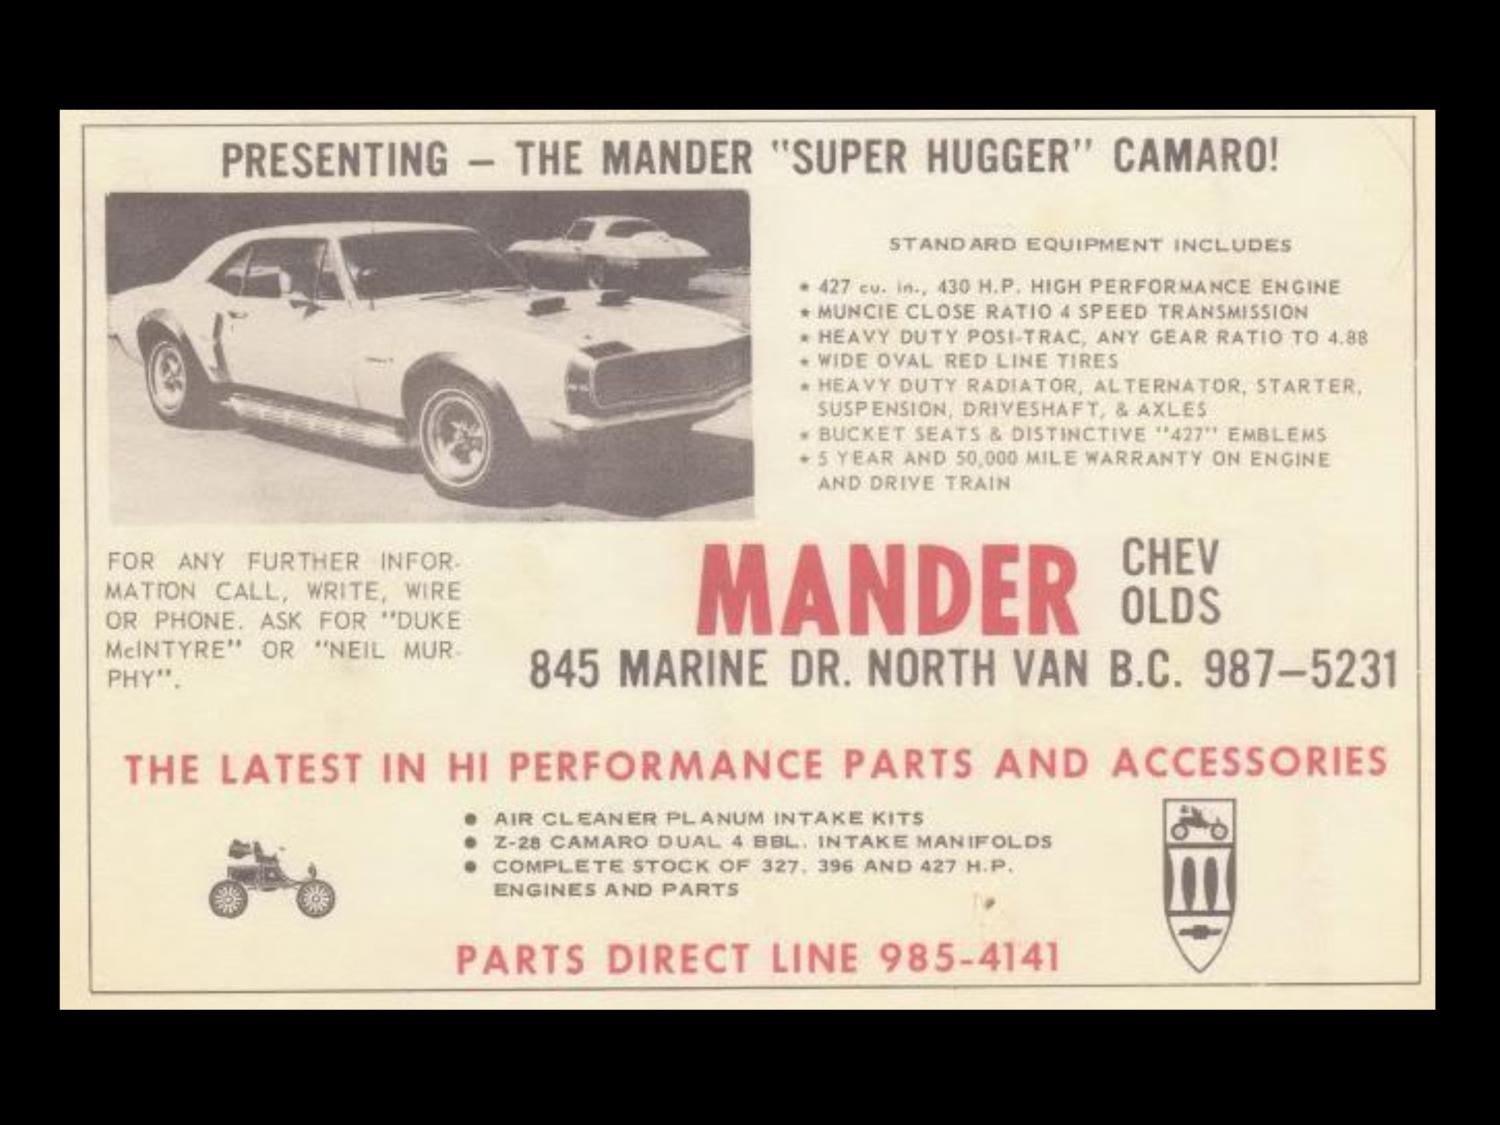 PRESENTING – THE MANDER "SUPER HUGGER" CAMARO!
STANDARD EQUIPMENT INCLUDES
* 427 cu. in., 430 H.P. HIGH PERFORMANCE ENGINE
* MUNCIE CLOSE RATIO 4 SPEED TRANSMISSION
* HEAVY DUTY POSI-TRAC, ANY GEAR RATIO TO 4.88
* WIDE OVAL RED LINE TIRES
* HEAVY DUTY RADIATOR, ALTERNATOR, STARTER,
SUSPENSION, DRIVESHAFT, & AXLES
* BUCKET SEATS & DISTINCTIVE "427" EMBLEMS
* 5 YEAR AND 50,000 MILE WARRANTY ON ENGINE
AND DRIVE TRAIN
FOR ANY FURTHER INFOR-
MATION CALL, WRITE, WIRE
OR PHONE. ASK FOR "DUKE
McINTYRE" OR "NEIL MUR-
PHY".
MANDER CHEV
OLDS
845 MARINE DR. NORTH VAN B.C. 987–5231
THE LATEST IN HI PERFORMANCE PARTS AND ACCESSORIES
● AIR CLEANER PLANUM INTAKE KITS
● Z-28 CAMARO DUAL 4 BBL. INTAKE MANIFOLDS
● COMPLETE STOCK OF 327, 396 AND 427 H.P.
ENGINES AND PARTS
PARTS DIRECT LINE 985-4141